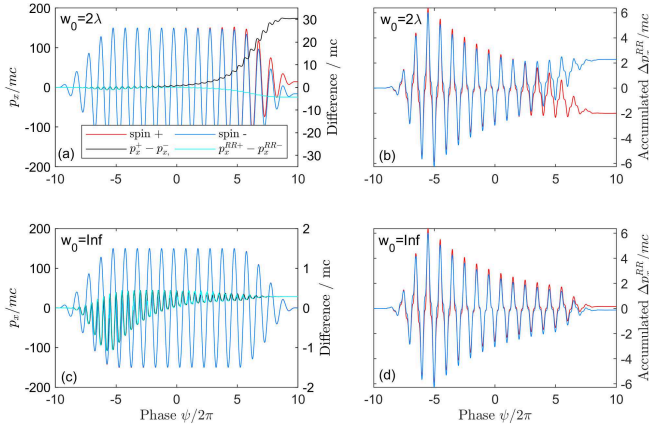 w₀=2λ
200
100
0
-100
-200
pₓ/mc
30
20
10
0
-10
-20
-30
Difference / mc
(a)
spin +
spin -
pₓ⁺ − pₓ,⁻
pₓᴿᴿ⁺ − pₓᴿᴿ⁻
-10
-5
0
5
10
w₀=2λ
6
4
2
0
-2
-4
-6
Accumulated Δpₓᴿᴿ/mc
(b)
-10
-5
0
5
10
w₀=Inf
200
100
0
-100
-200
pₓ/mc
2
1
0
-1
-2
Difference / mc
(c)
-10
-5
0
5
10
Phase ψ/2π
w₀=Inf
6
4
2
0
-2
-4
-6
Accumulated Δpₓᴿᴿ/mc
(d)
-10
-5
0
5
10
Phase ψ/2π